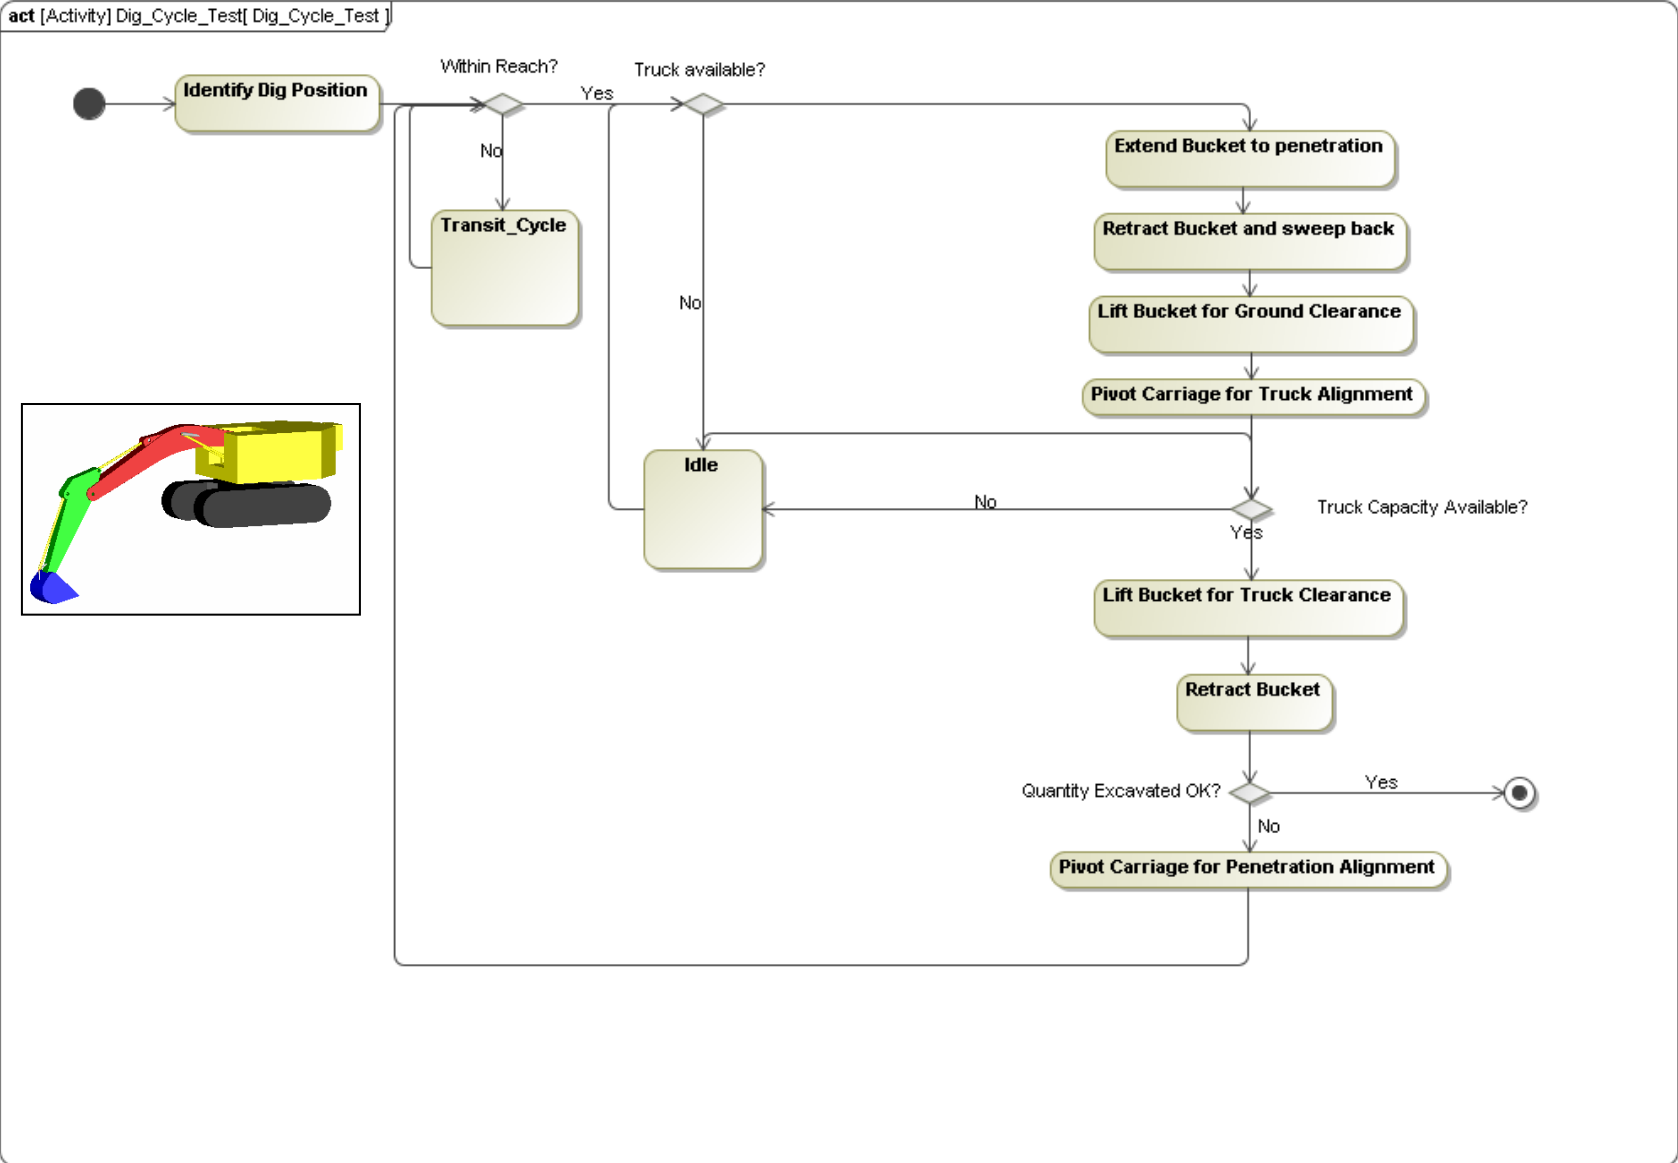 act [Activity] Dig_Cycle_Test[ Dig_Cycle_Test ]
Within Reach?
Truck available?
Identify Dig Position
Yes
No
Extend Bucket to penetration
Transit_Cycle
Retract Bucket and sweep back
No
Lift Bucket for Ground Clearance
Pivot Carriage for Truck Alignment
Idle
No
Truck Capacity Available?
Yes
Lift Bucket for Truck Clearance
Retract Bucket
Quantity Excavated OK?
Yes
No
Pivot Carriage for Penetration Alignment